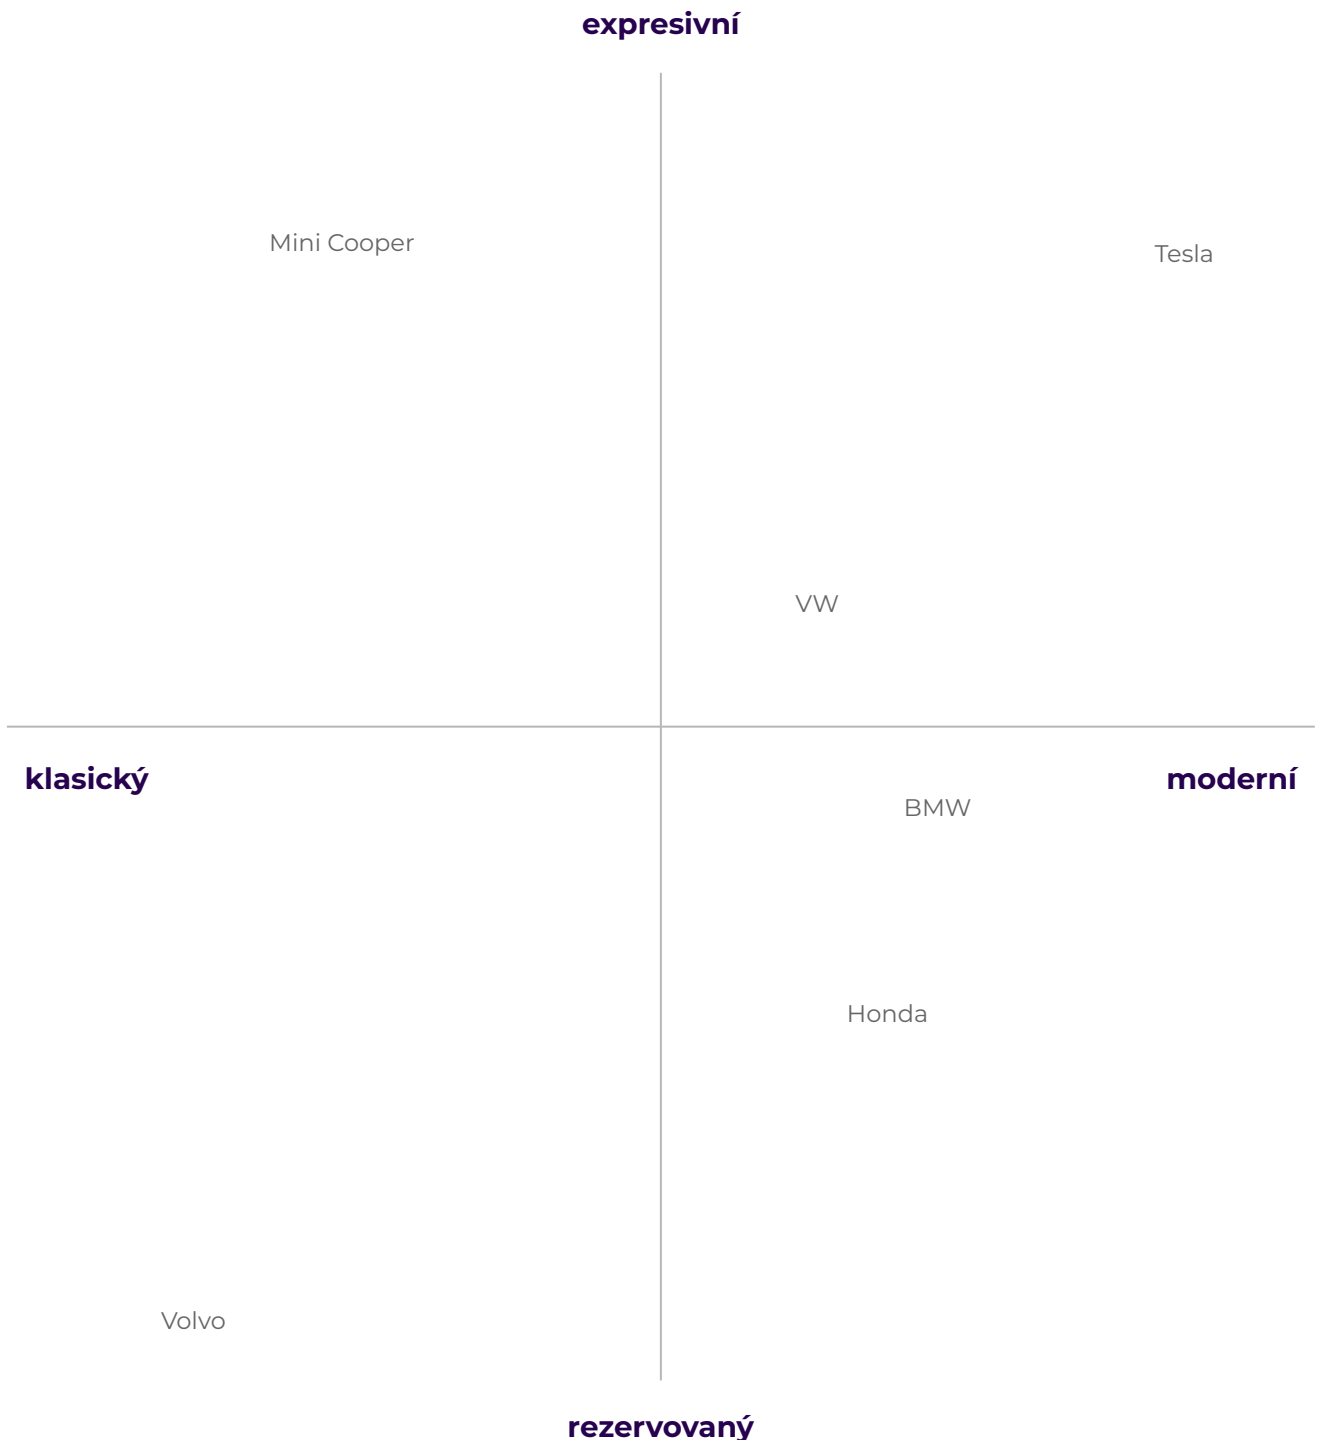 expresivní
Mini Cooper
Tesla
VW
klasický
moderní
BMW
Honda
Volvo
rezervovaný